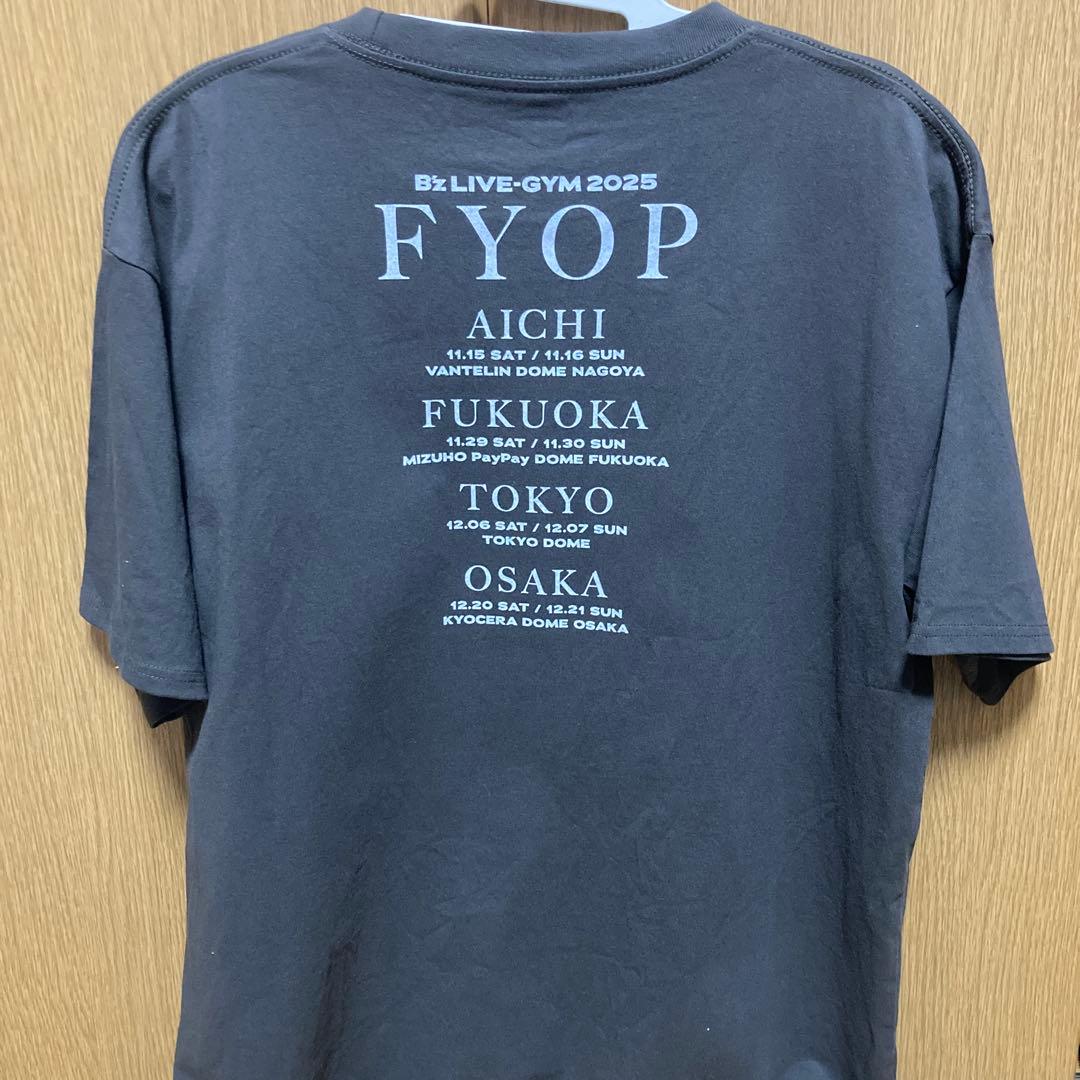 B'z LIVE-GYM 2025
FYOP
AICHI
11.15 SAT / 11.16 SUN
VANTELIN DOME NAGOYA
FUKUOKA
11.29 SAT / 11.30 SUN
MIZUHO PayPay DOME FUKUOKA
TOKYO
12.06 SAT / 12.07 SUN
TOKYO DOME
OSAKA
12.20 SAT / 12.21 SUN
KYOCERA DOME OSAKA